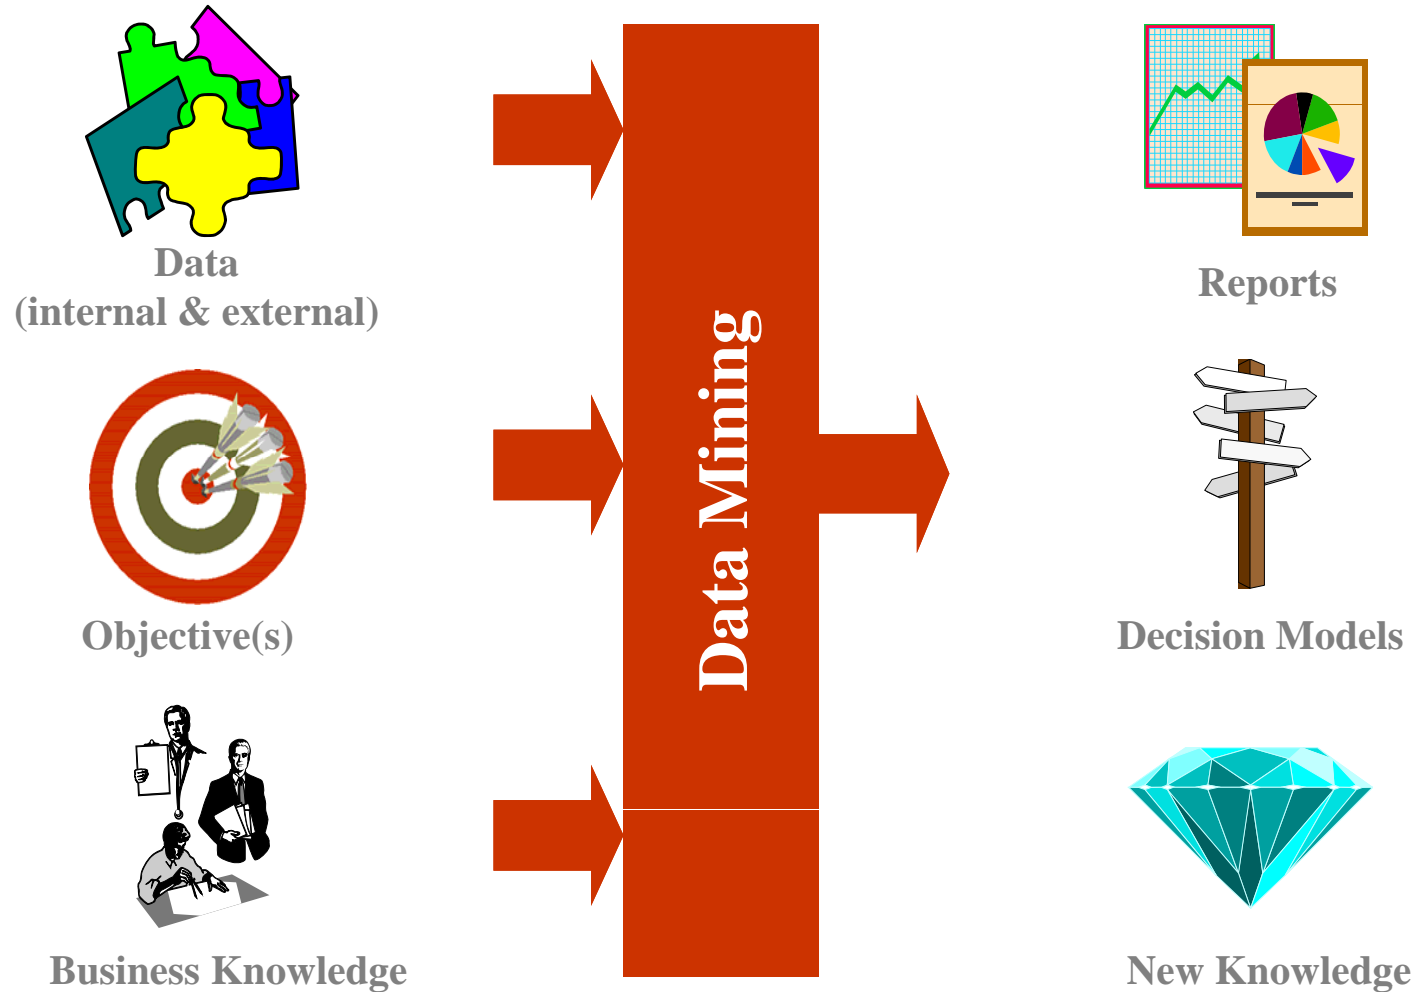 Data
(internal & external)
Objective(s)
Business Knowledge
Data Mining
Reports
Decision Models
New Knowledge